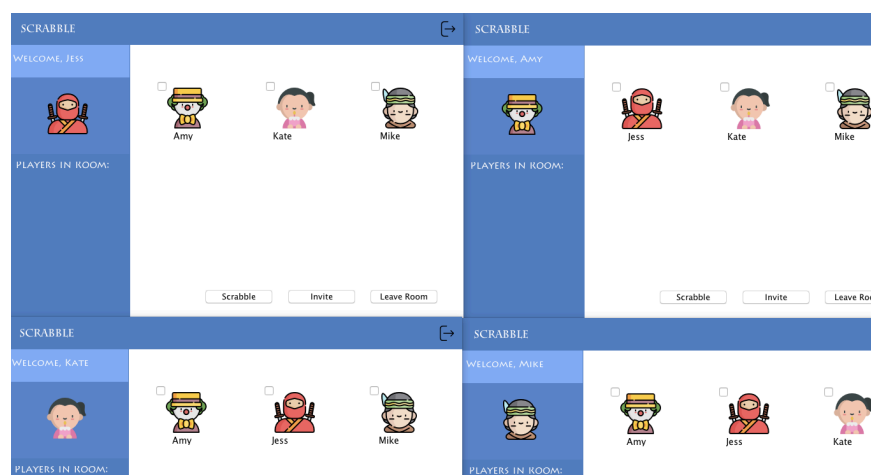 SCRABBLE
WELCOME, JESS
Amy
Kate
Mike
PLAYERS IN ROOM:
Scrabble
Invite
Leave Room
SCRABBLE
WELCOME, AMY
Jess
Kate
Mike
PLAYERS IN ROOM:
Scrabble
Invite
Leave Roo
SCRABBLE
WELCOME, KATE
Amy
Jess
Mike
PLAYERS IN ROOM:
SCRABBLE
WELCOME, MIKE
Amy
Jess
Kate
PLAYERS IN ROOM: